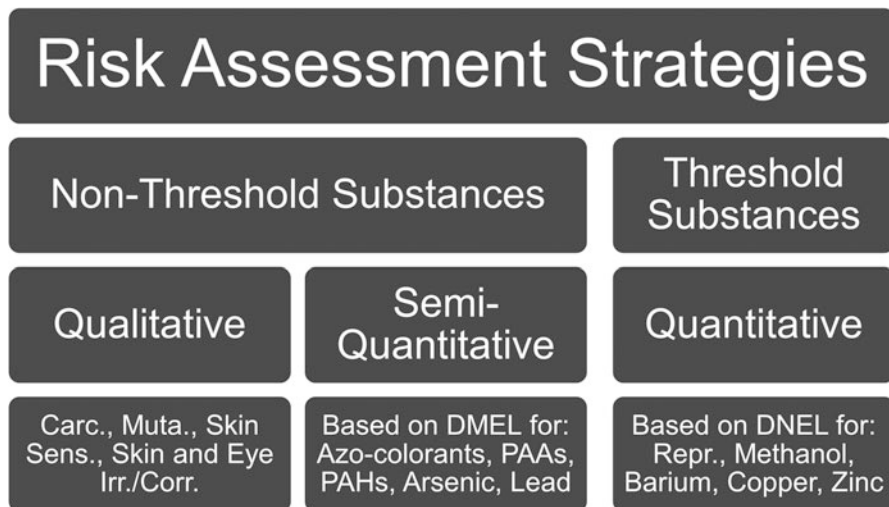 Risk Assessment Strategies
Non-Threshold Substances
Threshold
Substances
Qualitative
Semi-
Quantitative
Quantitative
Carc., Muta., Skin
Sens., Skin and Eye
Irr./Corr.
Based on DMEL for:
Azo-colorants, PAAs,
PAHs, Arsenic, Lead
Based on DNEL for:
Repr., Methanol,
Barium, Copper, Zinc